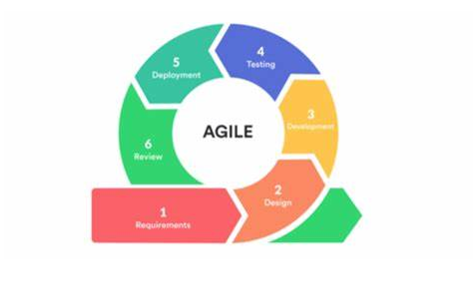 AGILE
1
Requirements
2
Design
3
Development
4
Testing
5
Deployment
6
Review